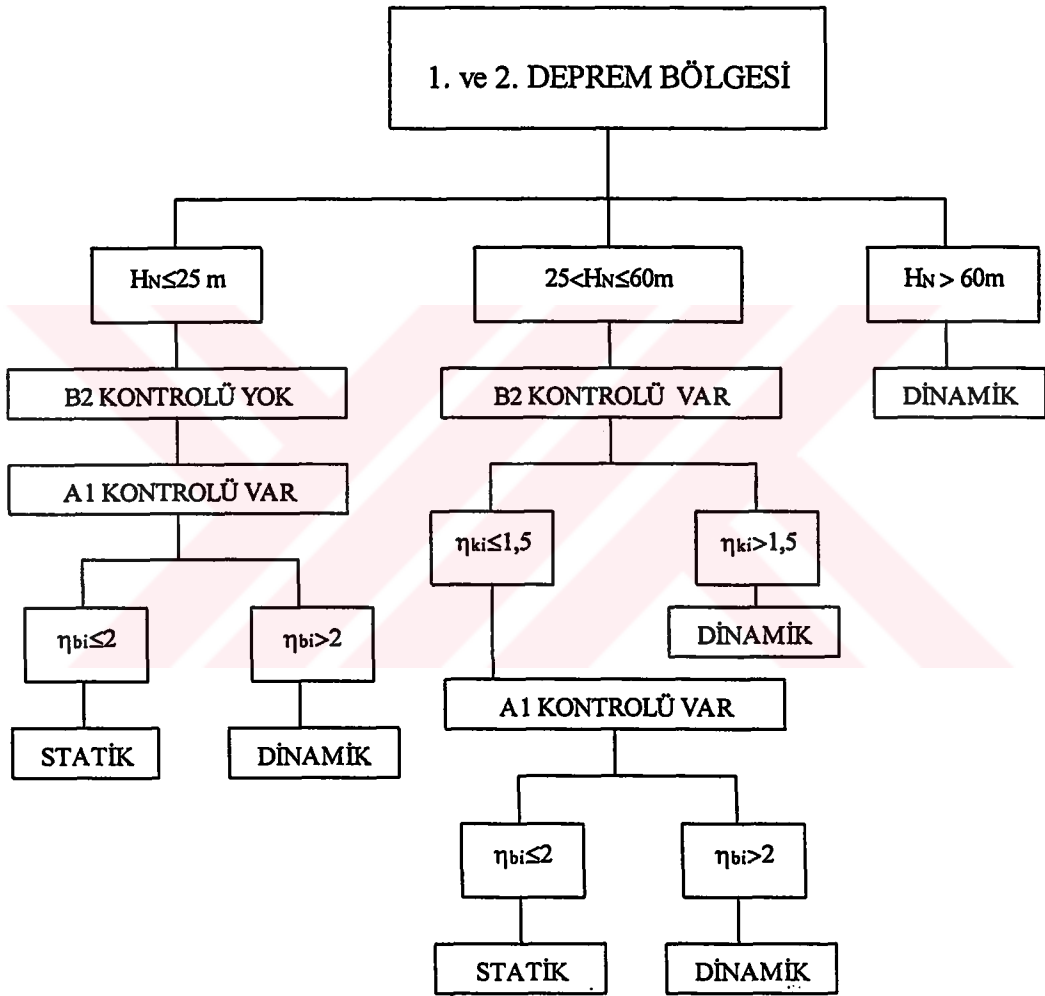 1. ve 2. DEPREM BÖLGESİ
HN≤25 m
25<HN≤60m
HN > 60m
B2 KONTROLÜ YOK
B2 KONTROLÜ VAR
DİNAMİK
A1 KONTROLÜ VAR
ηki≤1,5
ηki>1,5
ηbi≤2
ηbi>2
DİNAMİK
A1 KONTROLÜ VAR
STATİK
DİNAMİK
ηbi≤2
ηbi>2
STATİK
DİNAMİK